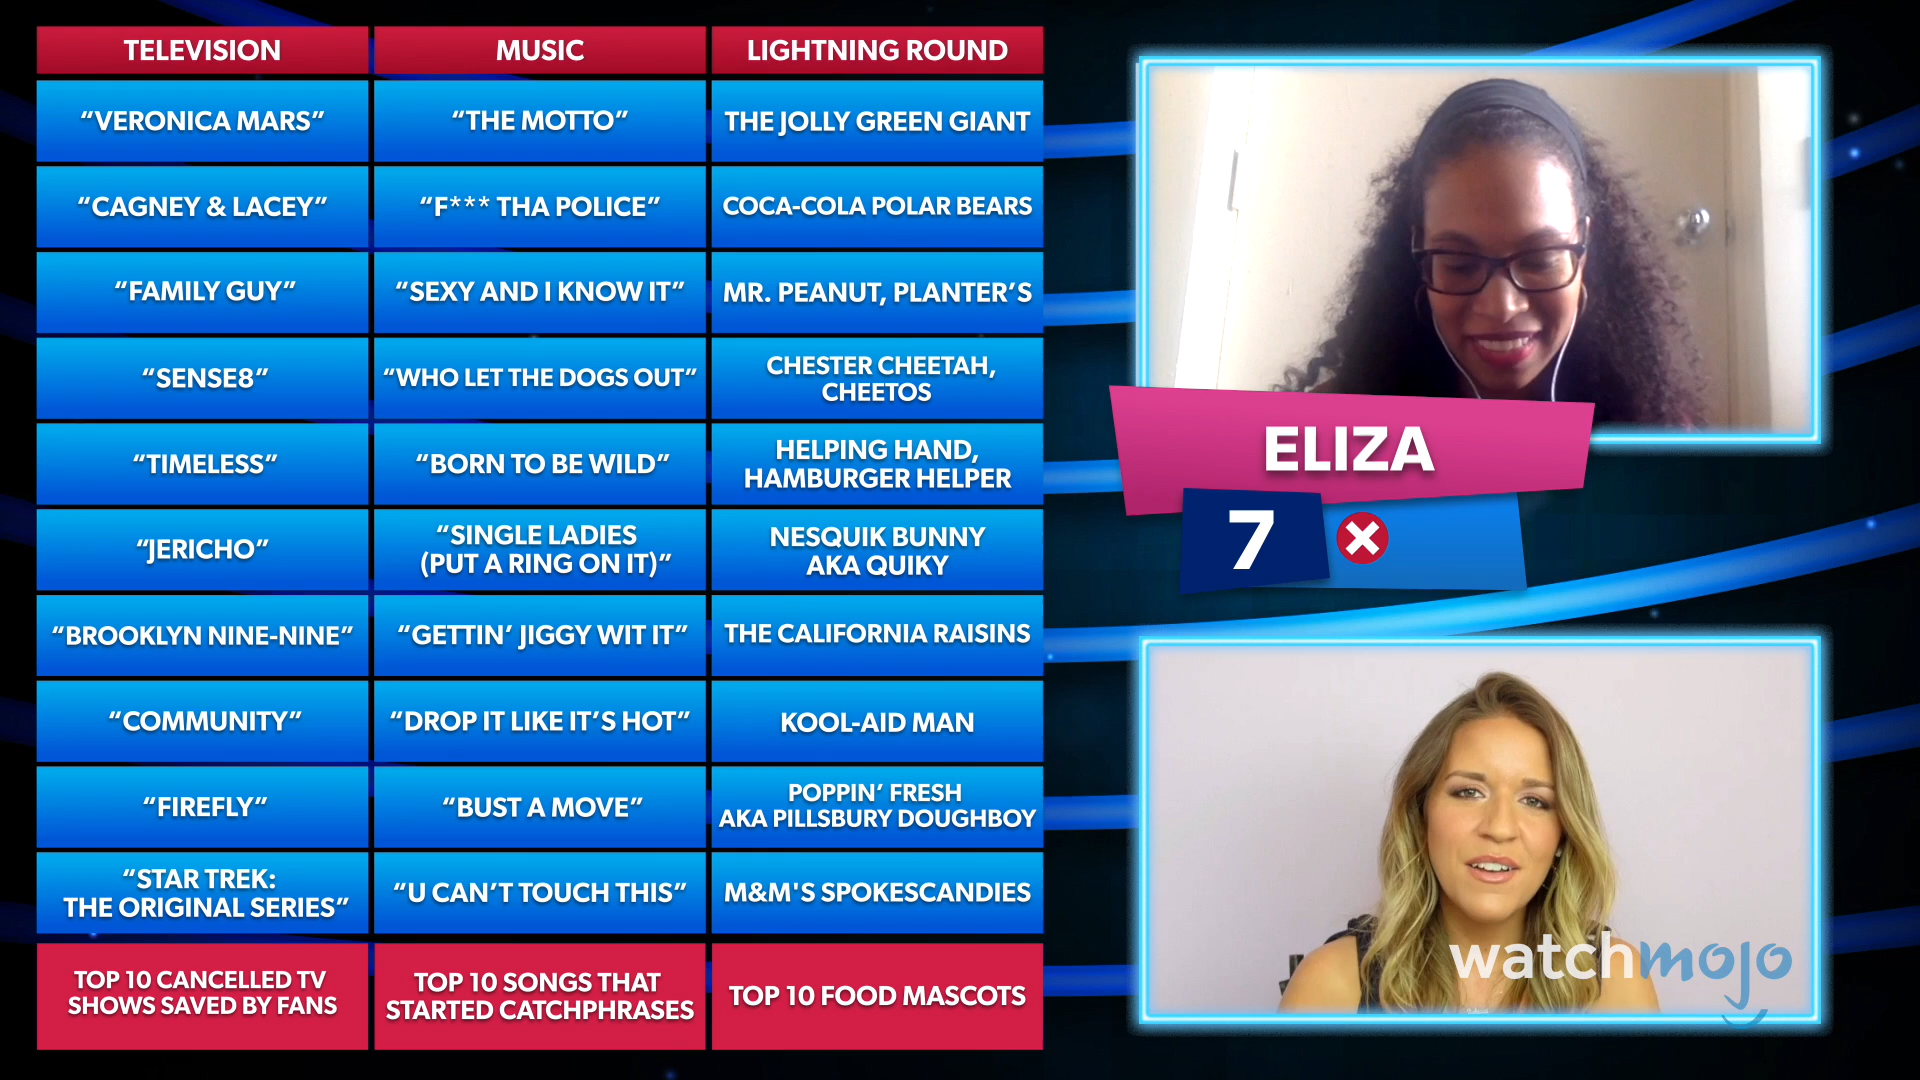 TELEVISION
MUSIC
LIGHTNING ROUND
“VERONICA MARS”
“THE MOTTO”
THE JOLLY GREEN GIANT
“CAGNEY & LACEY”
“F*** THA POLICE”
COCA-COLA POLAR BEARS
“FAMILY GUY”
“SEXY AND I KNOW IT”
MR. PEANUT, PLANTER’S
“SENSE8”
“WHO LET THE DOGS OUT”
CHESTER CHEETAH,
CHEETOS
“TIMELESS”
“BORN TO BE WILD”
HELPING HAND,
HAMBURGER HELPER
“JERICHO”
“SINGLE LADIES
(PUT A RING ON IT)”
NESQUIK BUNNY
AKA QUIKY
“BROOKLYN NINE-NINE”
“GETTIN’ JIGGY WIT IT”
THE CALIFORNIA RAISINS
“COMMUNITY”
“DROP IT LIKE IT’S HOT”
KOOL-AID MAN
“FIREFLY”
“BUST A MOVE”
POPPIN’ FRESH
AKA PILLSBURY DOUGHBOY
“STAR TREK:
THE ORIGINAL SERIES”
“U CAN’T TOUCH THIS”
M&M'S SPOKESCANDIES
TOP 10 CANCELLED TV
SHOWS SAVED BY FANS
TOP 10 SONGS THAT
STARTED CATCHPHRASES
TOP 10 FOOD MASCOTS
ELIZA
7
watchmojo